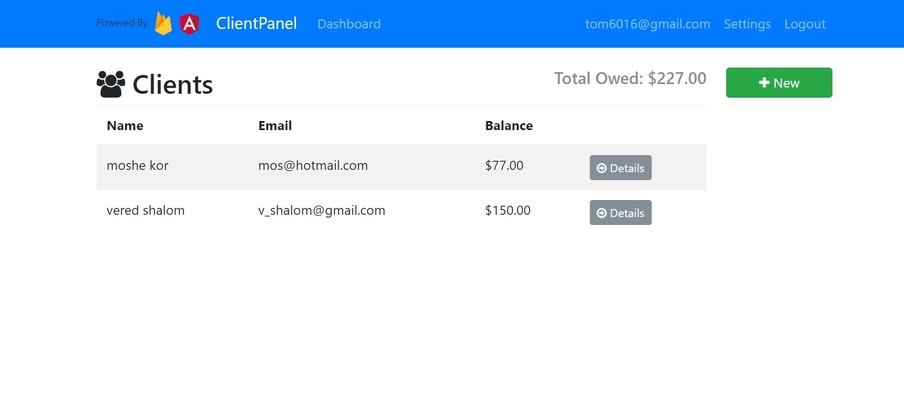 Powered By ClientPanel Dashboard tom6016@gmail.com Settings Logout
Clients Total Owed: $227.00 New
Name Email Balance
moshe kor mos@hotmail.com $77.00 Details
vered shalom v_shalom@gmail.com $150.00 Details